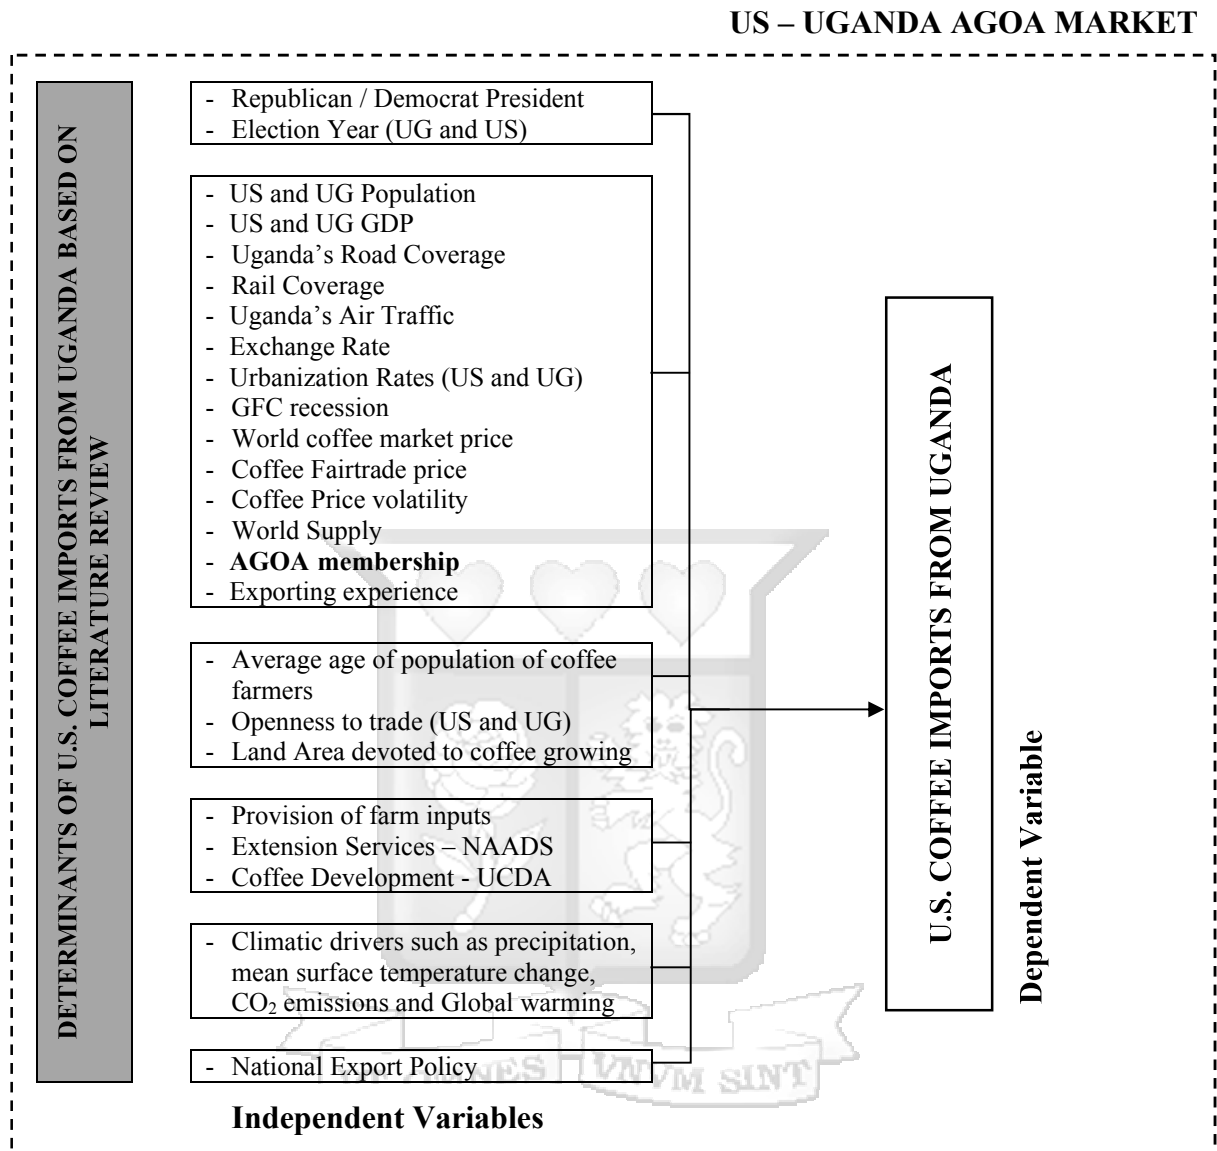 US – UGANDA AGOA MARKET
DETERMINANTS OF U.S. COFFEE IMPORTS FROM UGANDA BASED ON
LITERATURE REVIEW
- Republican / Democrat President
- Election Year (UG and US)
- US and UG Population
- US and UG GDP
- Uganda’s Road Coverage
- Rail Coverage
- Uganda’s Air Traffic
- Exchange Rate
- Urbanization Rates (US and UG)
- GFC recession
- World coffee market price
- Coffee Fairtrade price
- Coffee Price volatility
- World Supply
- AGOA membership
- Exporting experience
- Average age of population of coffee
farmers
- Openness to trade (US and UG)
- Land Area devoted to coffee growing
- Provision of farm inputs
- Extension Services – NAADS
- Coffee Development - UCDA
- Climatic drivers such as precipitation,
mean surface temperature change,
CO₂ emissions and Global warming
- National Export Policy
Independent Variables
U.S. COFFEE IMPORTS FROM UGANDA
Dependent Variable
VNVM SINT